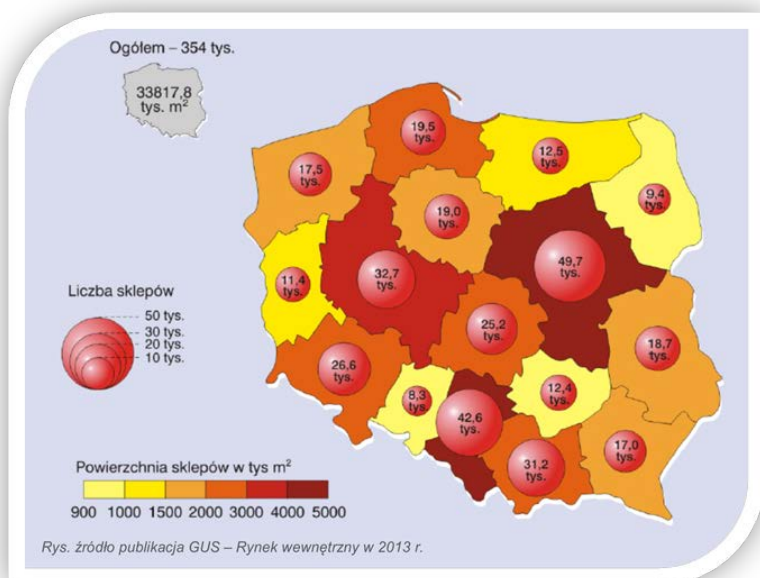 Ogółem – 354 tys.
33817,8
tys. m²
19,5
tys.
12,5
tys.
17,5
tys.
9,4
tys.
19,0
tys.
49,7
tys.
32,7
tys.
11,4
tys.
Liczba sklepów
50 tys.
30 tys.
20 tys.
10 tys.
25,2
tys.
18,7
tys.
26,6
tys.
8,3
tys.
12,4
tys.
42,6
tys.
17,0
tys.
31,2
tys.
Powierzchnia sklepów w tys m²
900 1000 1500 2000 3000 4000 5000
Rys. źródło publikacja GUS – Rynek wewnętrzny w 2013 r.